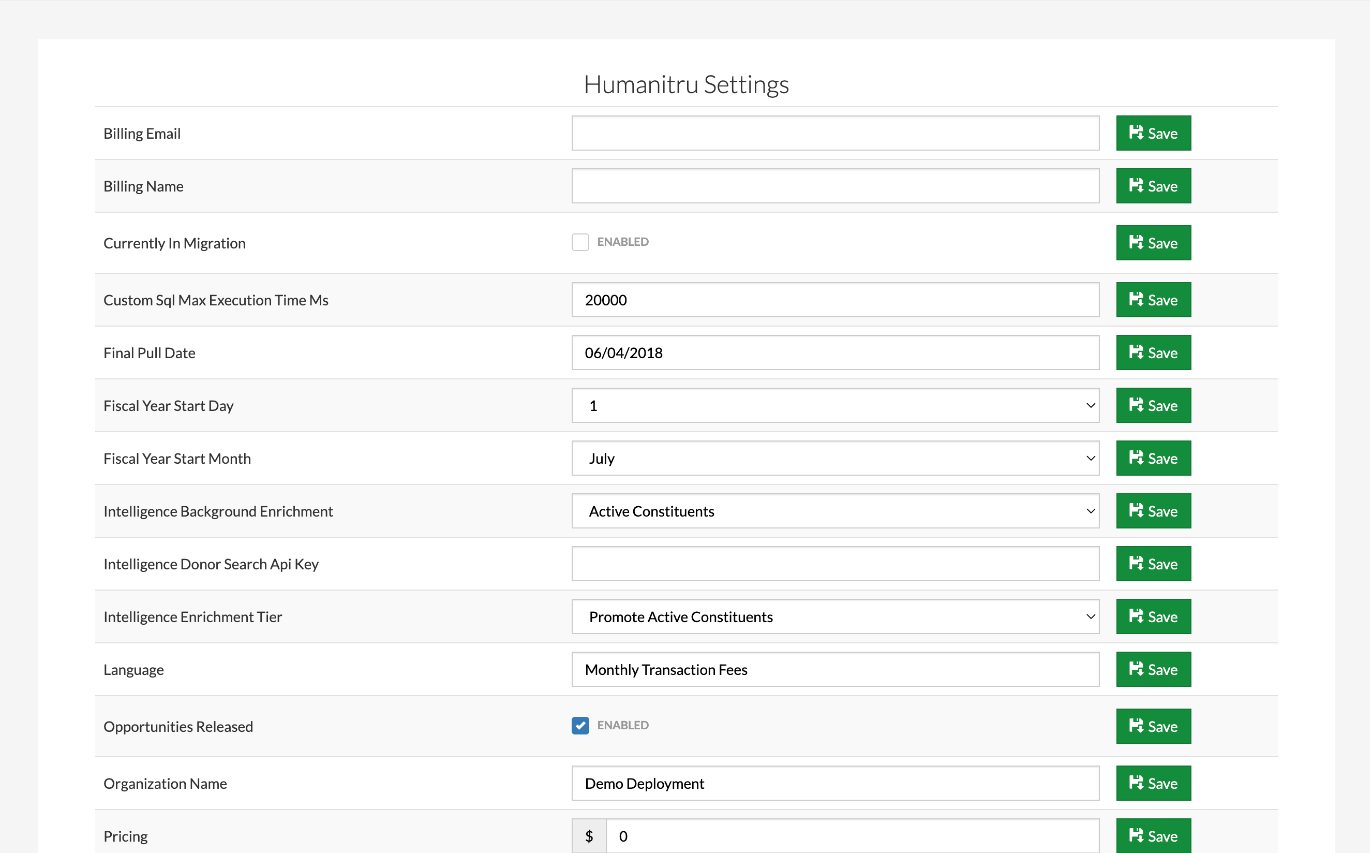 Humanitru Settings
Billing Email Save
Billing Name Save
Currently In Migration ENABLED Save
Custom Sql Max Execution Time Ms 20000 Save
Final Pull Date 06/04/2018 Save
Fiscal Year Start Day 1 Save
Fiscal Year Start Month July Save
Intelligence Background Enrichment Active Constituents Save
Intelligence Donor Search Api Key Save
Intelligence Enrichment Tier Promote Active Constituents Save
Language Monthly Transaction Fees Save
Opportunities Released ENABLED Save
Organization Name Demo Deployment Save
Pricing $ 0 Save